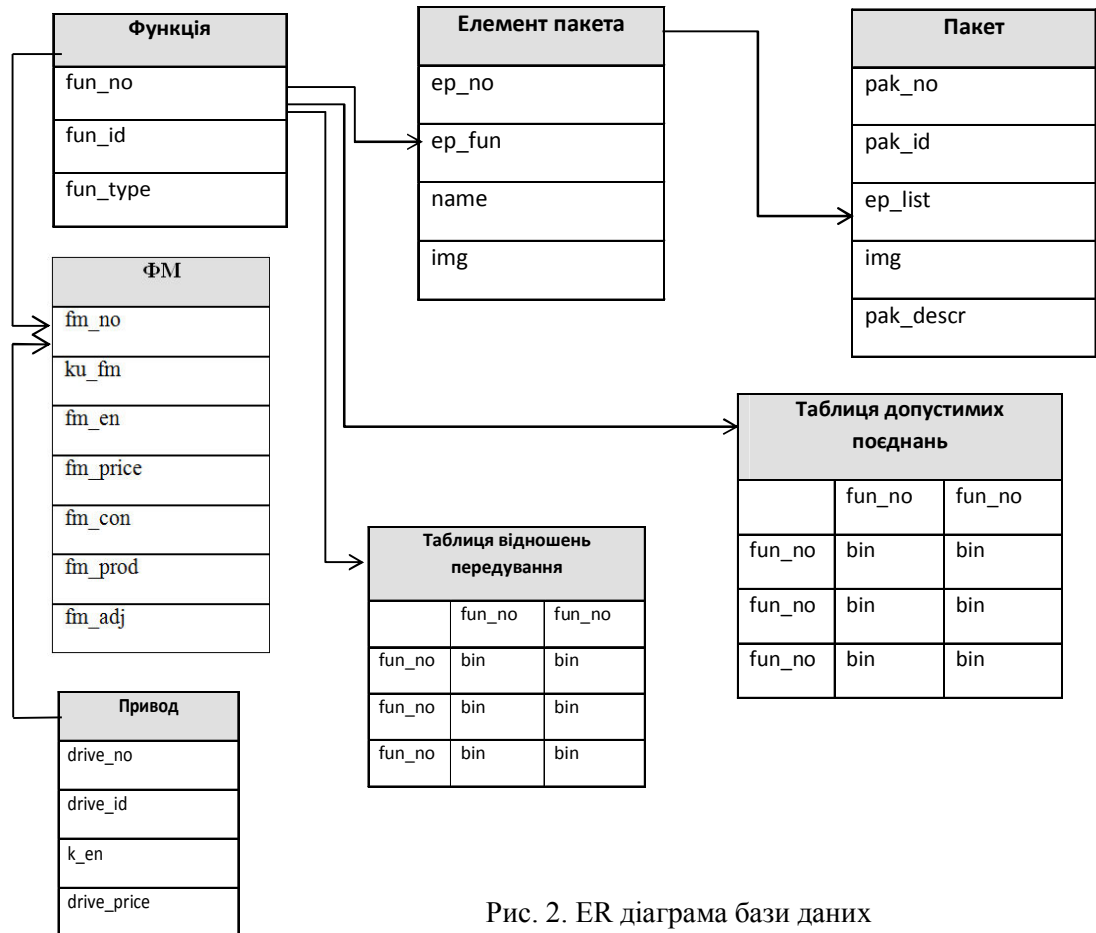 Функція
fun_no
fun_id
fun_type
Елемент пакета
ep_no
ep_fun
name
img
Пакет
pak_no
pak_id
ep_list
img
pak_descr
ФМ
fm_no
ku_fm
fm_en
fm_price
fm_con
fm_prod
fm_adj
Таблиця допустимих
поєднань
fun_no fun_no
fun_no bin bin
fun_no bin bin
fun_no bin bin
Таблиця відношень
передування
fun_no fun_no
fun_no bin bin
fun_no bin bin
fun_no bin bin
Привод
drive_no
drive_id
k_en
drive_price
Рис. 2. ER діаграма бази даних